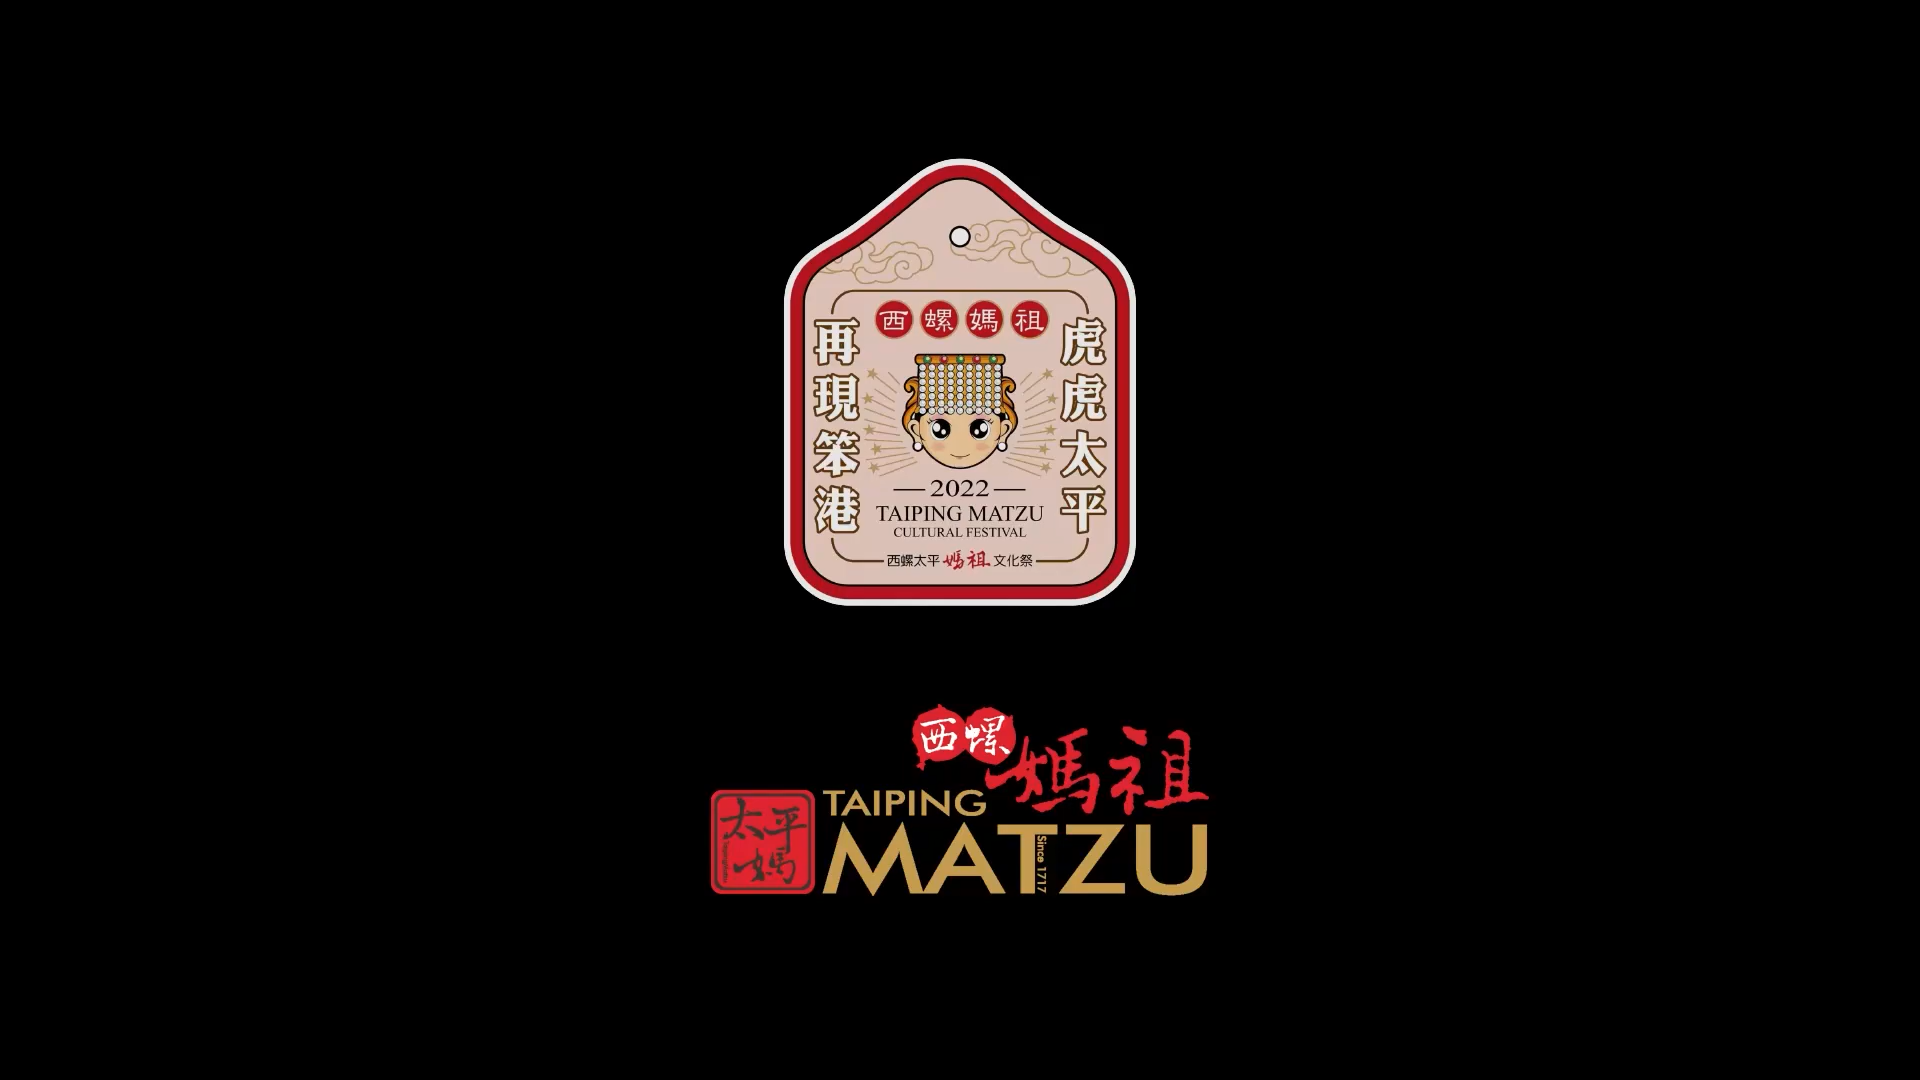 西螺媽祖
虎虎太平
再現笨港
2022
TAIPING MATZU
CULTURAL FESTIVAL
西螺太平媽祖文化祭
西螺媽祖
太平媽
TAIPING
MATZU
Since 1717